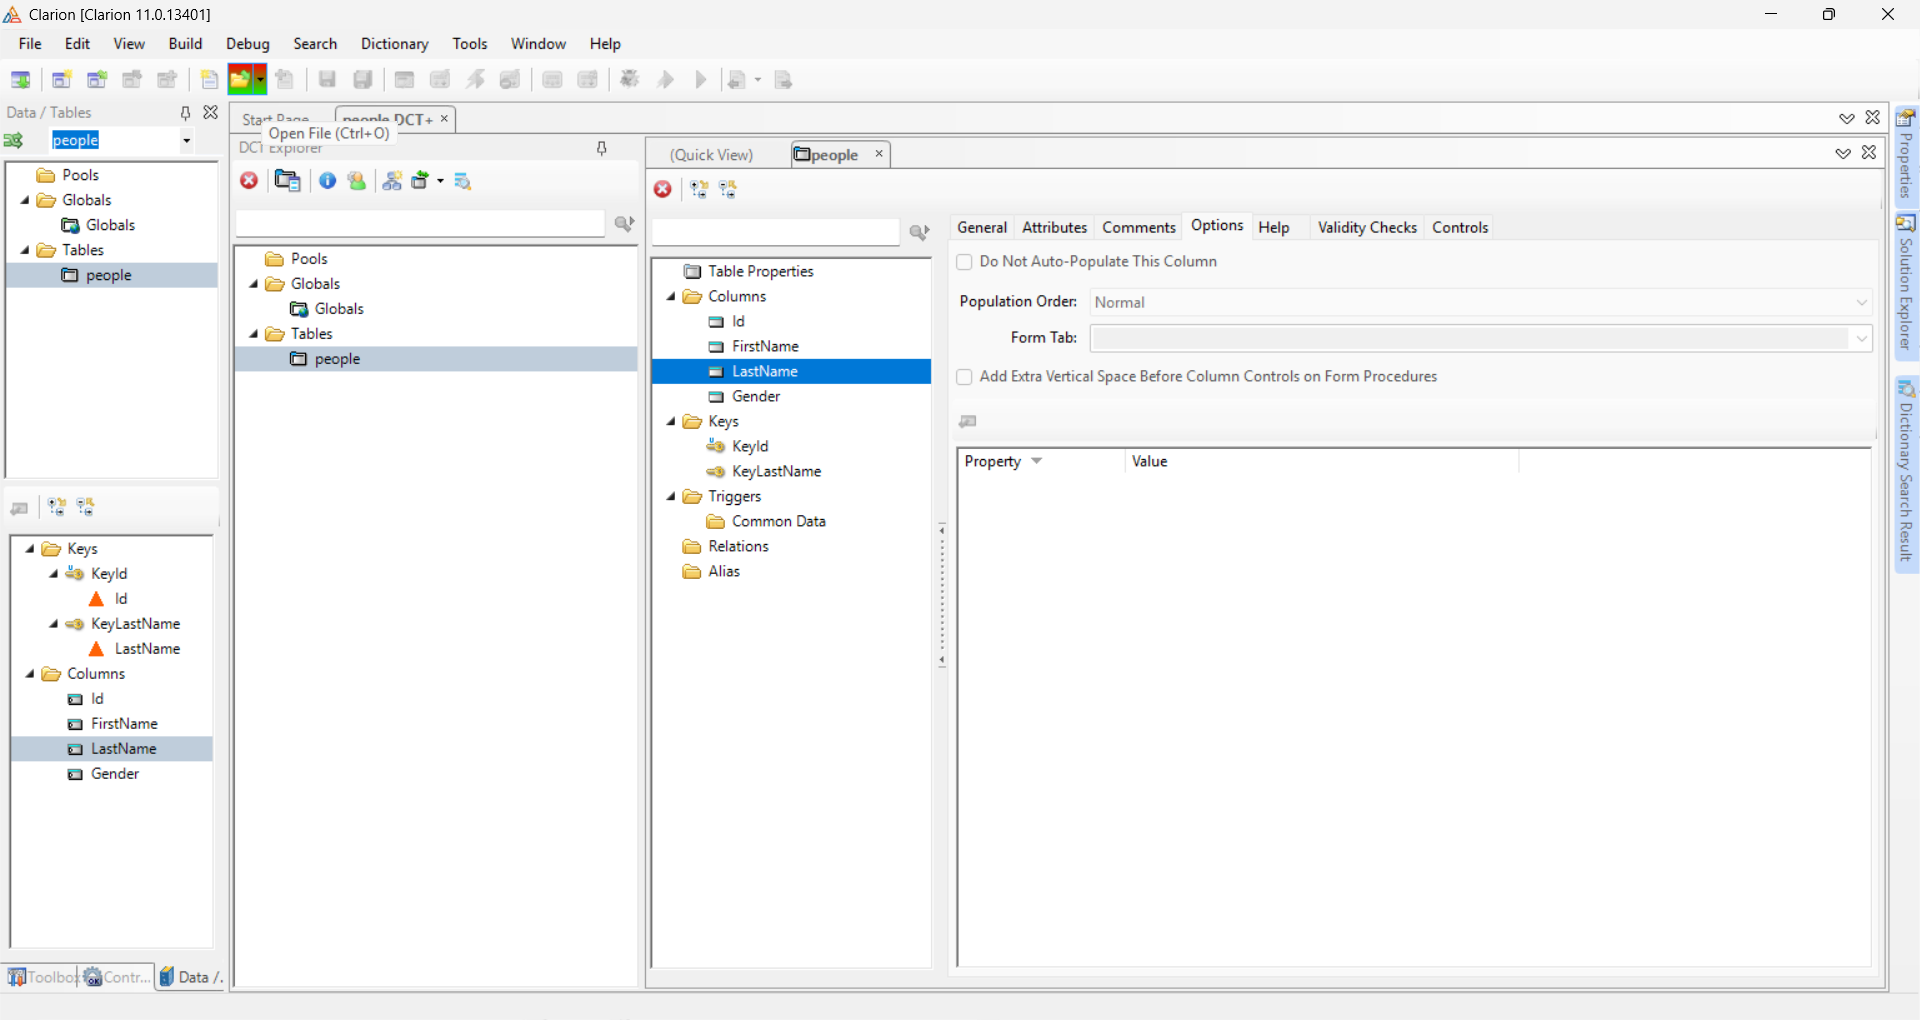 Clarion [Clarion 11.0.13401]
File Edit View Build Debug Search Dictionary Tools Window Help
Data / Tables
people
Pools
Globals
Globals
Tables
people
Keys
KeyId
Id
KeyLastName
LastName
Columns
Id
FirstName
LastName
Gender
Toolbox Contr... Data /.
Start Page people.DCT+
Open File (Ctrl+O)
DCT Explorer
Pools
Globals
Globals
Tables
people
(Quick View) people
Table Properties
Columns
Id
FirstName
LastName
Gender
Keys
KeyId
KeyLastName
Triggers
Common Data
Relations
Alias
General Attributes Comments Options Help Validity Checks Controls
Do Not Auto-Populate This Column
Population Order: Normal
Form Tab:
Add Extra Vertical Space Before Column Controls on Form Procedures
Property Value
Properties
Solution Explorer
Dictionary Search Result